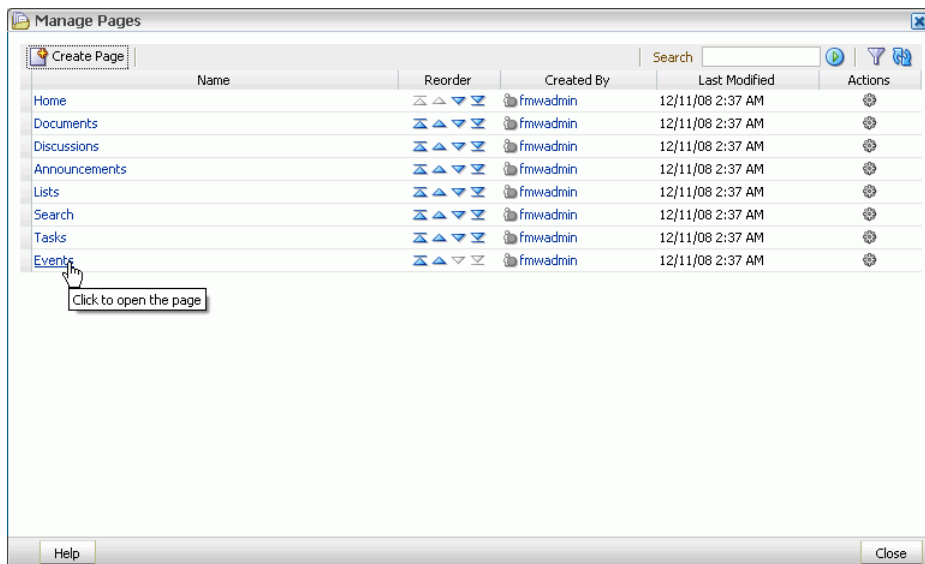 Manage Pages
Create Page Search
Name Reorder Created By Last Modified Actions
Home fmwadmin 12/11/08 2:37 AM
Documents fmwadmin 12/11/08 2:37 AM
Discussions fmwadmin 12/11/08 2:37 AM
Announcements fmwadmin 12/11/08 2:37 AM
Lists fmwadmin 12/11/08 2:37 AM
Search fmwadmin 12/11/08 2:37 AM
Tasks fmwadmin 12/11/08 2:37 AM
Events fmwadmin 12/11/08 2:37 AM
Click to open the page
Help Close